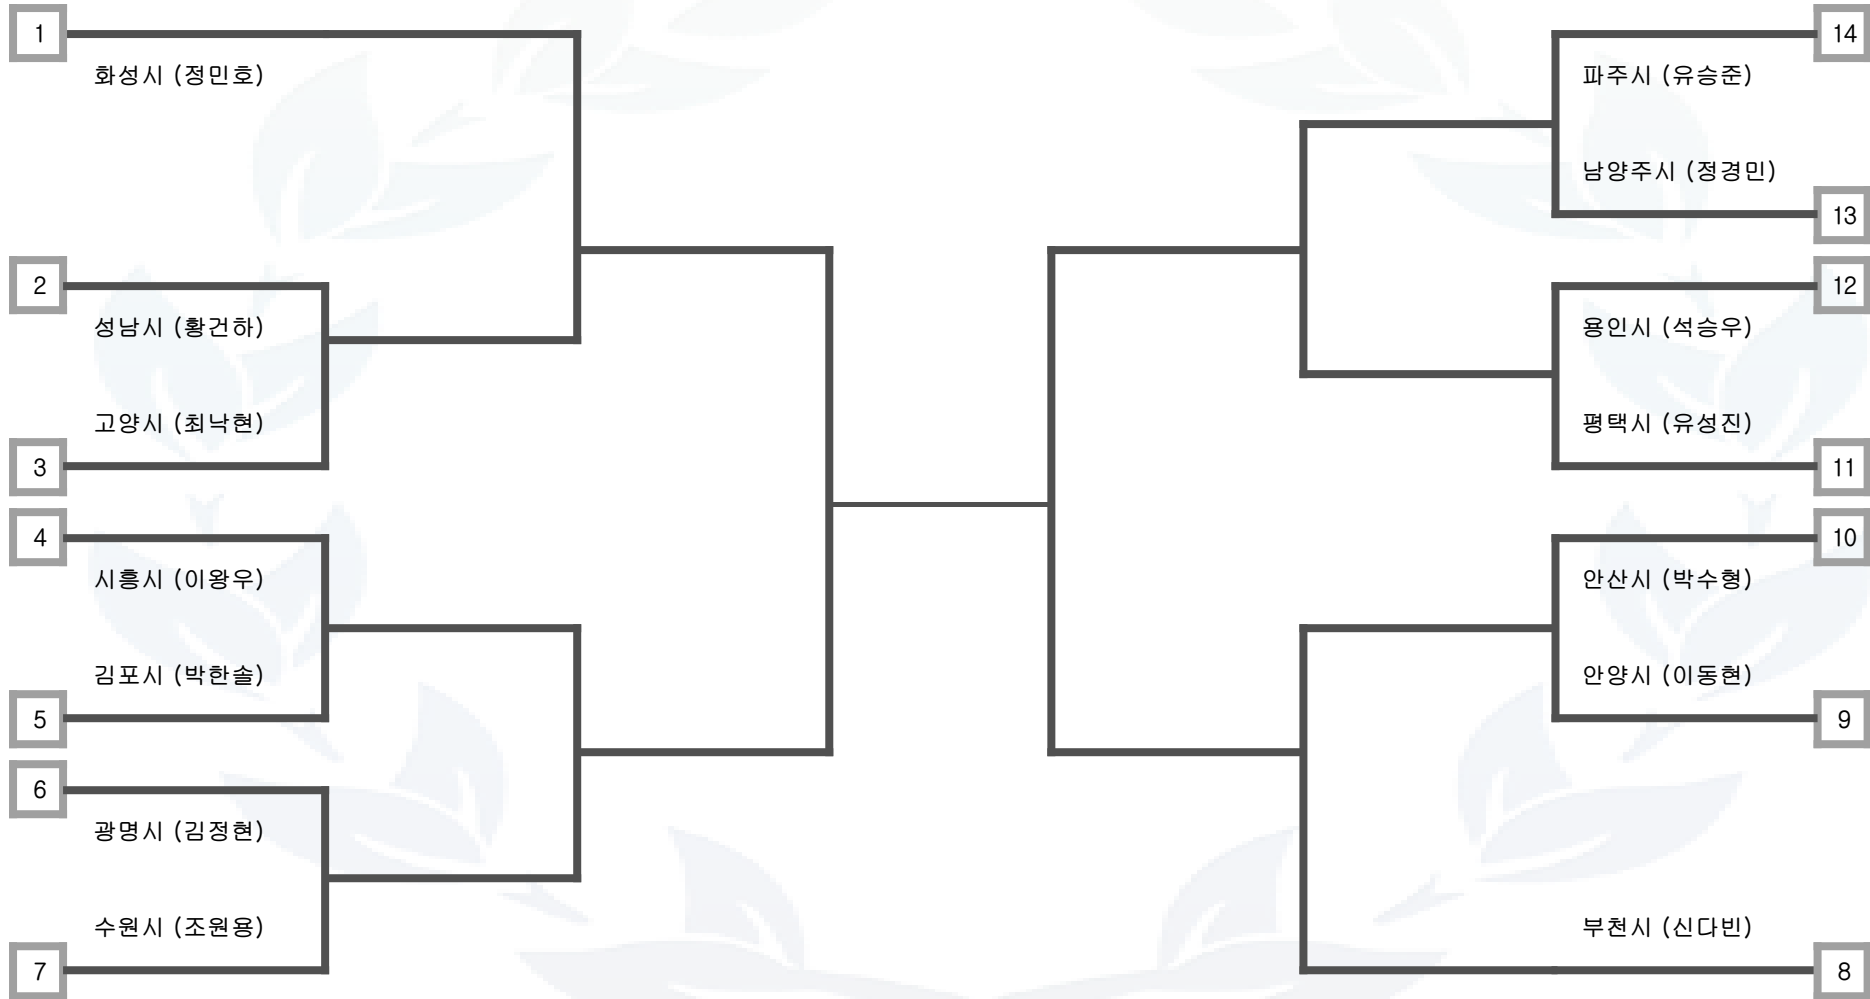 1
화성시 (정민호)
2
성남시 (황건하)
고양시 (최낙현)
3
4
시흥시 (이왕우)
김포시 (박한솔)
5
6
광명시 (김정현)
수원시 (조원용)
7
14
파주시 (유승준)
남양주시 (정경민)
13
12
용인시 (석승우)
평택시 (유성진)
11
10
안산시 (박수형)
안양시 (이동현)
9
부천시 (신다빈)
8